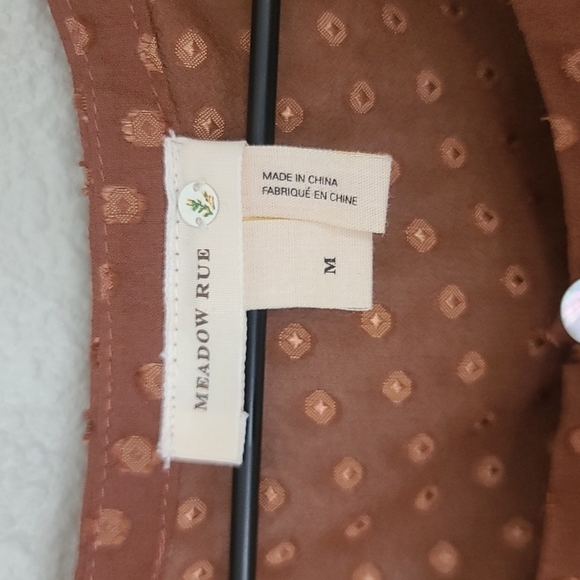 MEADOW RUE
MADE IN CHINA
FABRIQUÉ EN CHINE
M